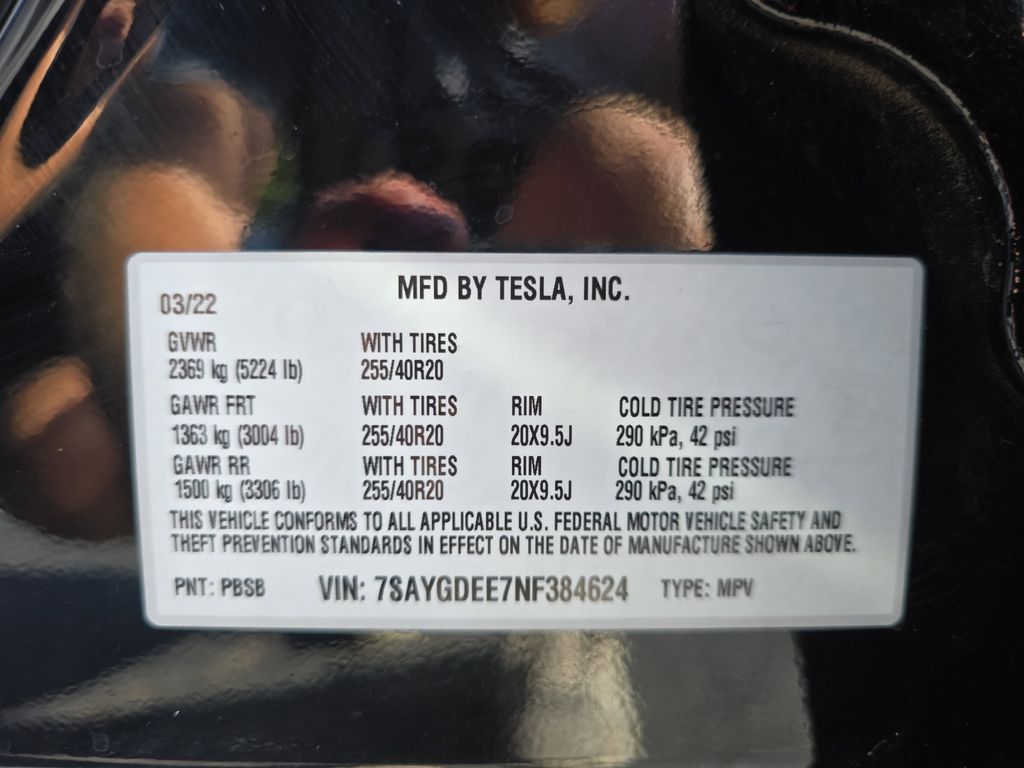 MFD BY TESLA, INC.
03/22
GVWR WITH TIRES
2369 kg (5224 lb) 255/40R20
GAWR FRT WITH TIRES RIM COLD TIRE PRESSURE
1363 kg (3004 lb) 255/40R20 20X9.5J 290 kPa, 42 psi
GAWR RR WITH TIRES RIM COLD TIRE PRESSURE
1500 kg (3306 lb) 255/40R20 20X9.5J 290 kPa, 42 psi
THIS VEHICLE CONFORMS TO ALL APPLICABLE U.S. FEDERAL MOTOR VEHICLE SAFETY AND
THEFT PREVENTION STANDARDS IN EFFECT ON THE DATE OF MANUFACTURE SHOWN ABOVE.
PNT: PBSB VIN: 7SAYGDEE7NF384624 TYPE: MPV